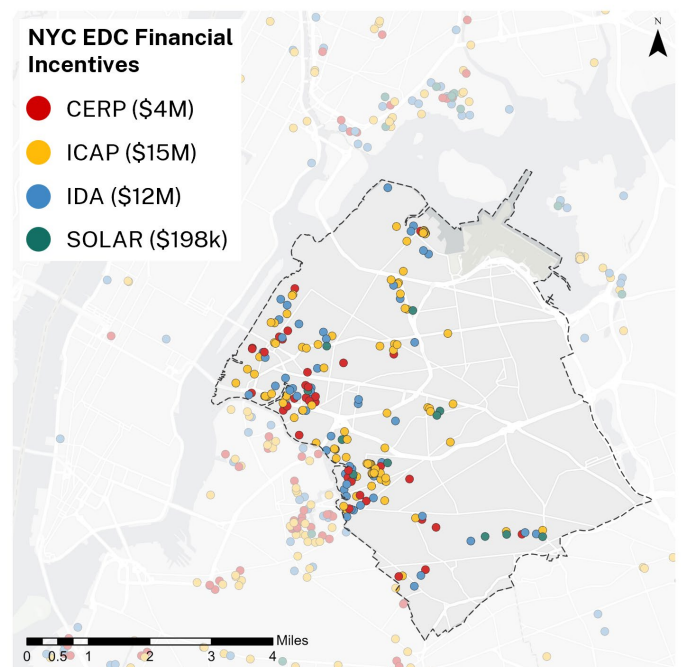 NYC EDC Financial
Incentives
CERP ($4M)
ICAP ($15M)
IDA ($12M)
SOLAR ($198k)
N
Miles
0 0.5 1 2 3 4